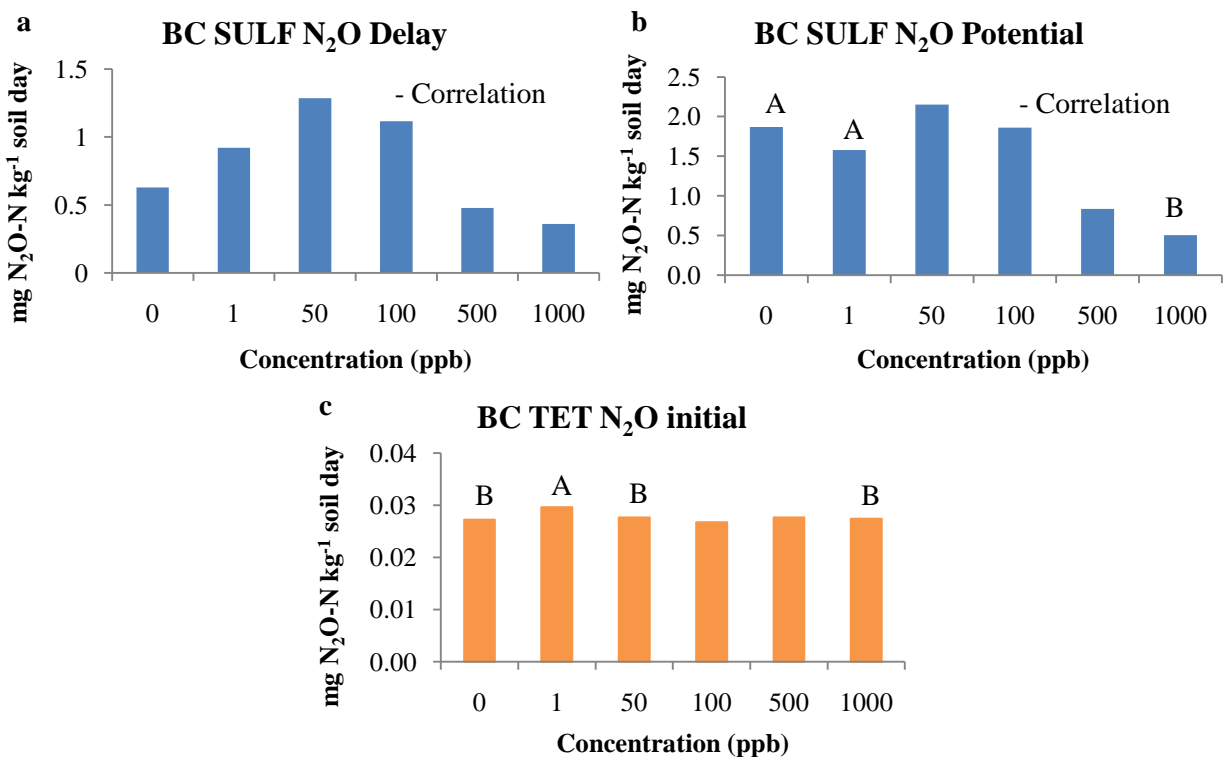 a
BC SULF N₂O Delay
mg N₂O-N kg⁻¹ soil day
1.5
1
0.5
0
- Correlation
0 1 50 100 500 1000
Concentration (ppb)
b
BC SULF N₂O Potential
mg N₂O-N kg⁻¹ soil day
2.5
2.0
1.5
1.0
0.5
0.0
- Correlation
A A B
0 1 50 100 500 1000
Concentration (ppb)
c
BC TET N₂O initial
mg N₂O-N kg⁻¹ soil day
0.04
0.03
0.02
0.01
0.00
B A B B
0 1 50 100 500 1000
Concentration (ppb)